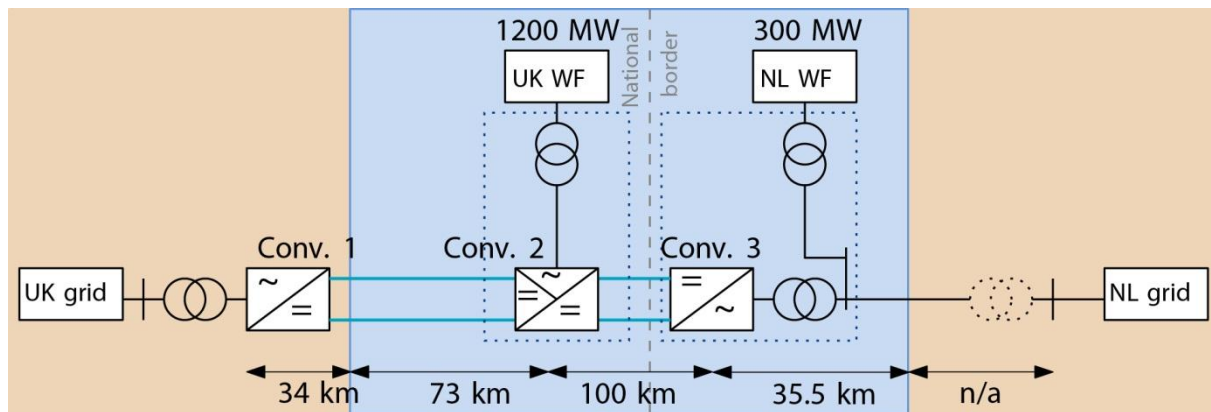 1200 MW
300 MW
UK WF
National
border
NL WF
Conv. 1
Conv. 2
Conv. 3
UK grid
NL grid
34 km
73 km
100 km
35.5 km
n/a